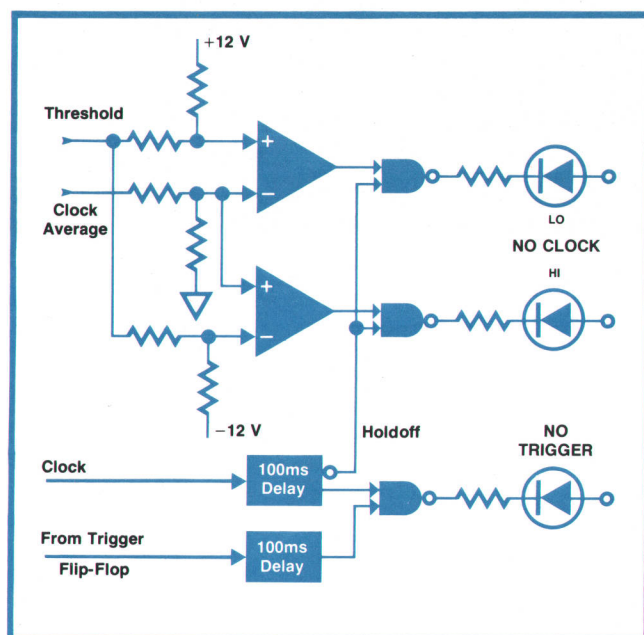 +12 V
Threshold
+
−
Clock
Average
LO
NO CLOCK
HI
+
−
−12 V
Holdoff
NO
TRIGGER
Clock
100ms
Delay
From Trigger
Flip-Flop
100ms
Delay